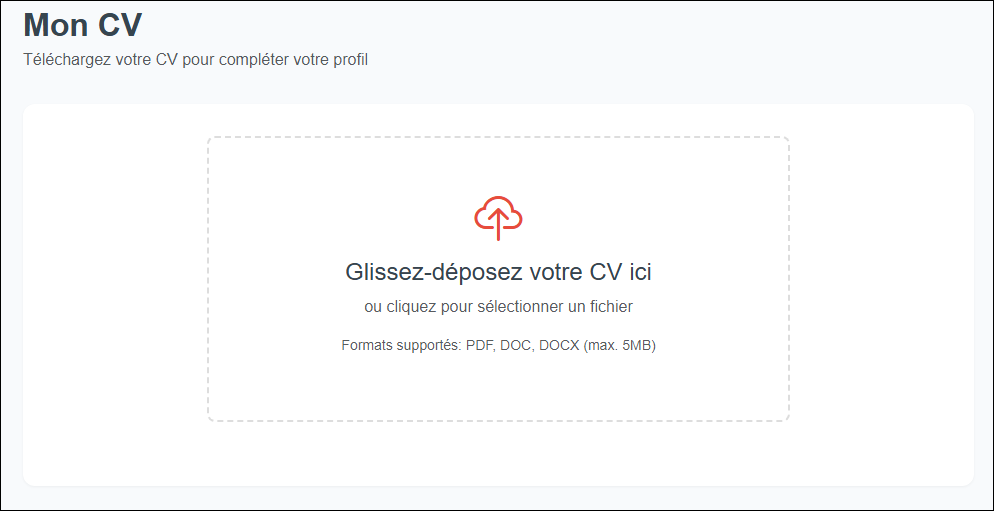 Mon CV
Téléchargez votre CV pour compléter votre profil
Glissez-déposez votre CV ici
ou cliquez pour sélectionner un fichier
Formats supportés: PDF, DOC, DOCX (max. 5MB)